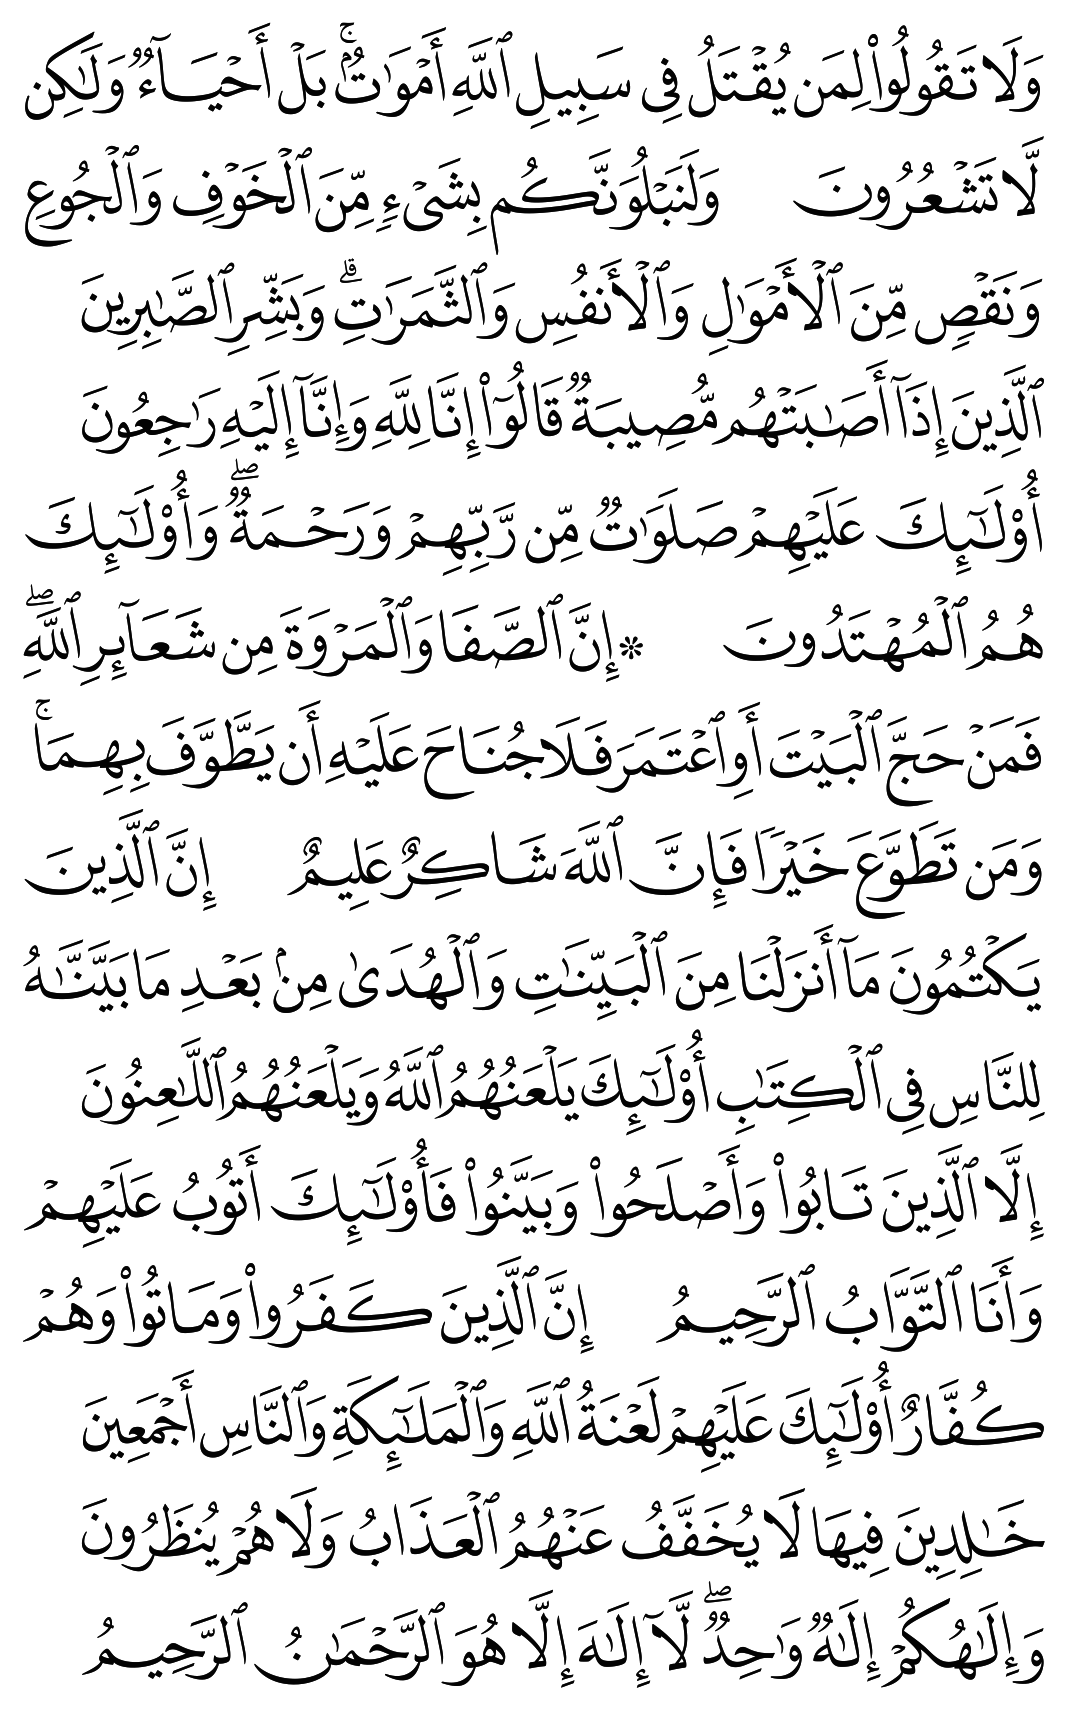 وَلَا تَقُولُوا۟ لِمَن يُقْتَلُ فِى سَبِيلِ ٱللَّهِ أَمْوَٰتٌۢ ۚ بَلْ أَحْيَآءٌ وَلَـٰكِن
لَّا تَشْعُرُونَ وَلَنَبْلُوَنَّكُم بِشَىْءٍ مِّنَ ٱلْخَوْفِ وَٱلْجُوعِ
وَنَقْصٍ مِّنَ ٱلْأَمْوَٰلِ وَٱلْأَنفُسِ وَٱلثَّمَرَٰتِ ۗ وَبَشِّرِ ٱلصَّـٰبِرِينَ
ٱلَّذِينَ إِذَآ أَصَـٰبَتْهُم مُّصِيبَةٌ قَالُوٓا۟ إِنَّا لِلَّهِ وَإِنَّآ إِلَيْهِ رَٰجِعُونَ
أُو۟لَـٰٓئِكَ عَلَيْهِمْ صَلَوَٰتٌ مِّن رَّبِّهِمْ وَرَحْمَةٌ ۖ وَأُو۟لَـٰٓئِكَ
هُمُ ٱلْمُهْتَدُونَ * إِنَّ ٱلصَّفَا وَٱلْمَرْوَةَ مِن شَعَآئِرِ ٱللَّهِ ۖ
فَمَنْ حَجَّ ٱلْبَيْتَ أَوِ ٱعْتَمَرَ فَلَا جُنَاحَ عَلَيْهِ أَن يَطَّوَّفَ بِهِمَا ۚ
وَمَن تَطَوَّعَ خَيْرًا فَإِنَّ ٱللَّهَ شَاكِرٌ عَلِيمٌ إِنَّ ٱلَّذِينَ
يَكْتُمُونَ مَآ أَنزَلْنَا مِنَ ٱلْبَيِّنَـٰتِ وَٱلْهُدَىٰ مِنۢ بَعْدِ مَا بَيَّنَّـٰهُ
لِلنَّاسِ فِى ٱلْكِتَـٰبِ أُو۟لَـٰٓئِكَ يَلْعَنُهُمُ ٱللَّهُ وَيَلْعَنُهُمُ ٱللَّـٰعِنُونَ
إِلَّا ٱلَّذِينَ تَابُوا۟ وَأَصْلَحُوا۟ وَبَيَّنُوا۟ فَأُو۟لَـٰٓئِكَ أَتُوبُ عَلَيْهِمْ
وَأَنَا ٱلتَّوَّابُ ٱلرَّحِيمُ إِنَّ ٱلَّذِينَ كَفَرُوا۟ وَمَاتُوا۟ وَهُمْ
كُفَّارٌ أُو۟لَـٰٓئِكَ عَلَيْهِمْ لَعْنَةُ ٱللَّهِ وَٱلْمَلَـٰٓئِكَةِ وَٱلنَّاسِ أَجْمَعِينَ
خَـٰلِدِينَ فِيهَا لَا يُخَفَّفُ عَنْهُمُ ٱلْعَذَابُ وَلَا هُمْ يُنظَرُونَ
وَإِلَـٰهُكُمْ إِلَـٰهٌ وَٰحِدٌ ۖ لَّآ إِلَـٰهَ إِلَّا هُوَ ٱلرَّحْمَـٰنُ ٱلرَّحِيمُ